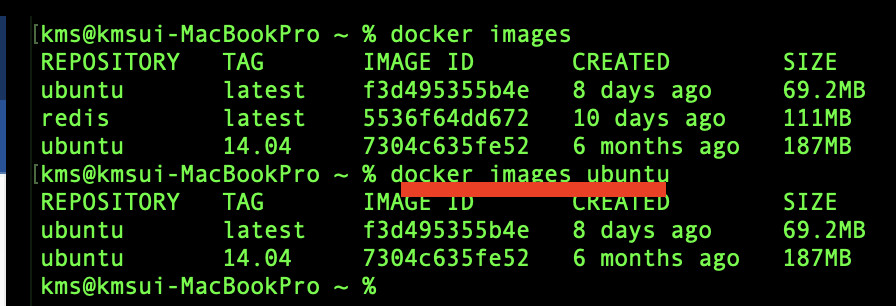 [kms@kmsui-MacBookPro ~ % docker images
REPOSITORY   TAG       IMAGE ID       CREATED        SIZE
ubuntu       latest    f3d495355b4e   8 days ago     69.2MB
redis        latest    5536f64dd672   10 days ago    111MB
ubuntu       14.04     7304c635fe52   6 months ago   187MB
[kms@kmsui-MacBookPro ~ % docker images ubuntu
REPOSITORY   TAG       IMAGE ID       CREATED        SIZE
ubuntu       latest    f3d495355b4e   8 days ago     69.2MB
ubuntu       14.04     7304c635fe52   6 months ago   187MB
kms@kmsui-MacBookPro ~ %